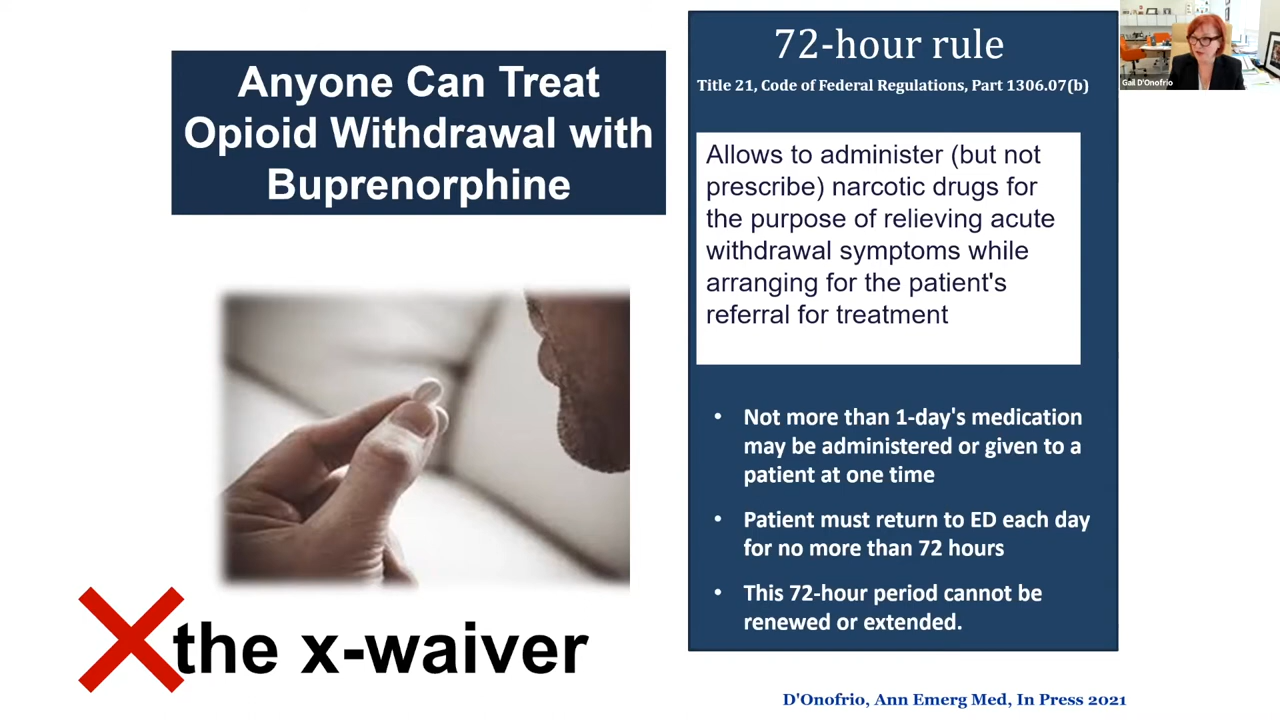 Anyone Can Treat
Opioid Withdrawal with
Buprenorphine
the x-waiver
72-hour rule
Title 21, Code of Federal Regulations, Part 1306.07(b)
Allows to administer (but not
prescribe) narcotic drugs for
the purpose of relieving acute
withdrawal symptoms while
arranging for the patient's
referral for treatment
• Not more than 1-day's medication
may be administered or given to a
patient at one time
• Patient must return to ED each day
for no more than 72 hours
• This 72-hour period cannot be
renewed or extended.
D'Onofrio, Ann Emerg Med, In Press 2021
Gail D'Onofrio